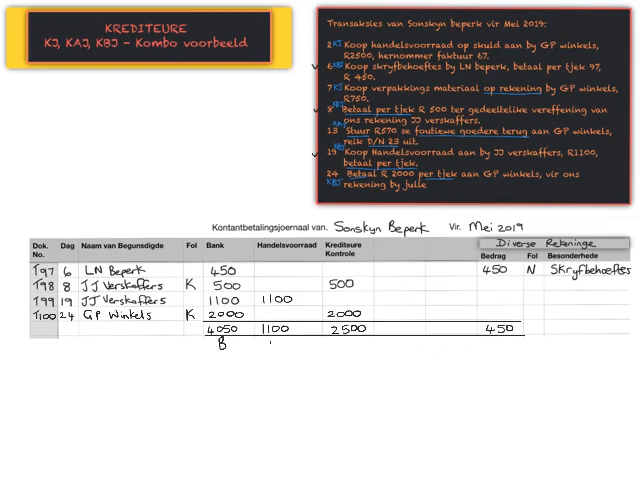 KREDITEURE
KJ, KAJ, KBJ – Kombo voorbeeld
Transaksies van Sonskyn beperk vir Mei 2019:
2 KJ Koop handelsvoorraad op skuld aan by GP winkels,
R2500, hernommer faktuur 67.
6 KBJ Koop skryfbehoeftes by LN beperk, betaal per tjek 97,
R 450.
7 KJ Koop verpakkings materiaal op rekening by GP winkels,
R750.
8 KBJ Betaal per tjek R 500 ter gedeeltelike vereffening van
ons rekening JJ verskaffers.
13 KAJ Stuur R570 se foutiewe goedere terug aan GP Winkels,
reik D/N 23 uit.
19 KBJ Koop Handelsvoorraad aan by JJ verskaffers, R1100,
betaal per tjek.
24 Betaal R 2000 per tjek aan GP winkels, vir ons
KBJ rekening by julle
Kontantbetalingsjoernaal van. Sonskyn Beperk Vir. Mei 2019
Diverse Rekeninge
Dok. No. Dag Naam van Begunsdigde Fol Bank Handelsvoorraad Krediteure Kontrole Bedrag Fol Besonderhede
T97 6 LN Beperk 450 450 N Skryfbehoeftes
T98 8 JJ Verskaffers K 500 500
T99 19 JJ Verskaffers 1100 1100
T100 24 GP Winkels K 2000 2000
4050 1100 2500 450
B